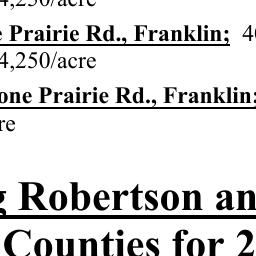 4,250/acre
e Prairie Rd., Franklin; 40
4,250/acre
one Prairie Rd., Franklin;
re
g Robertson an
Counties for 2